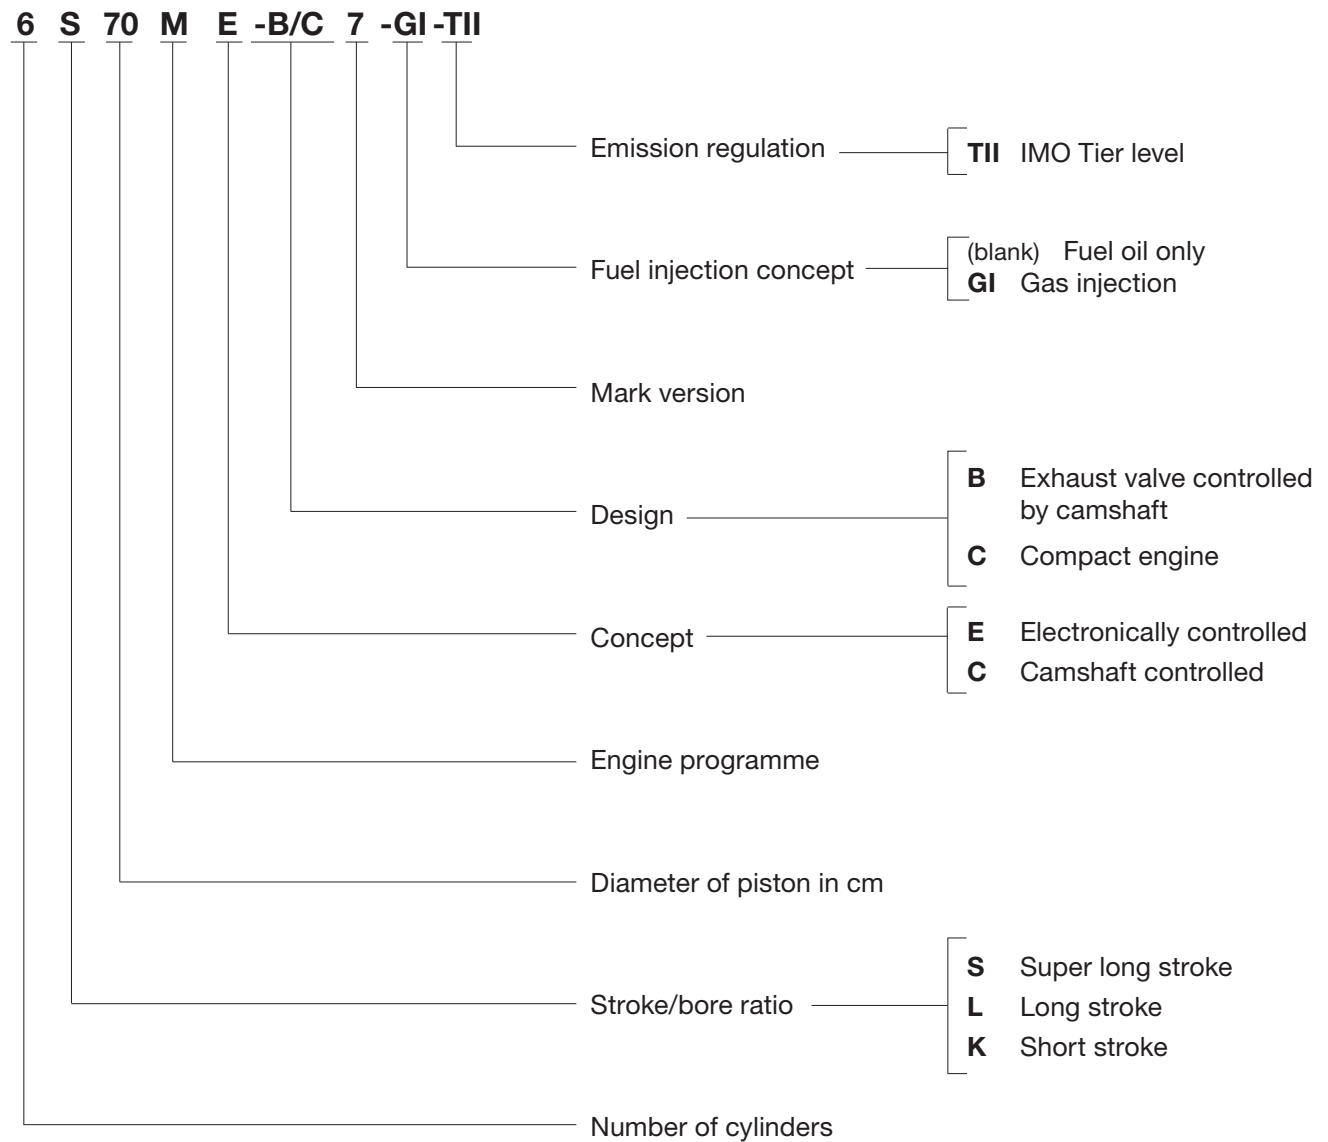 6 S 70 M E -B/C 7 -GI -TII
Emission regulation
TII IMO Tier level
(blank) Fuel oil only
Fuel injection concept
GI Gas injection
Mark version
B Exhaust valve controlled
by camshaft
Design
C Compact engine
E Electronically controlled
Concept
C Camshaft controlled
Engine programme
Diameter of piston in cm
S Super long stroke
Stroke/bore ratio
L Long stroke
K Short stroke
Number of cylinders